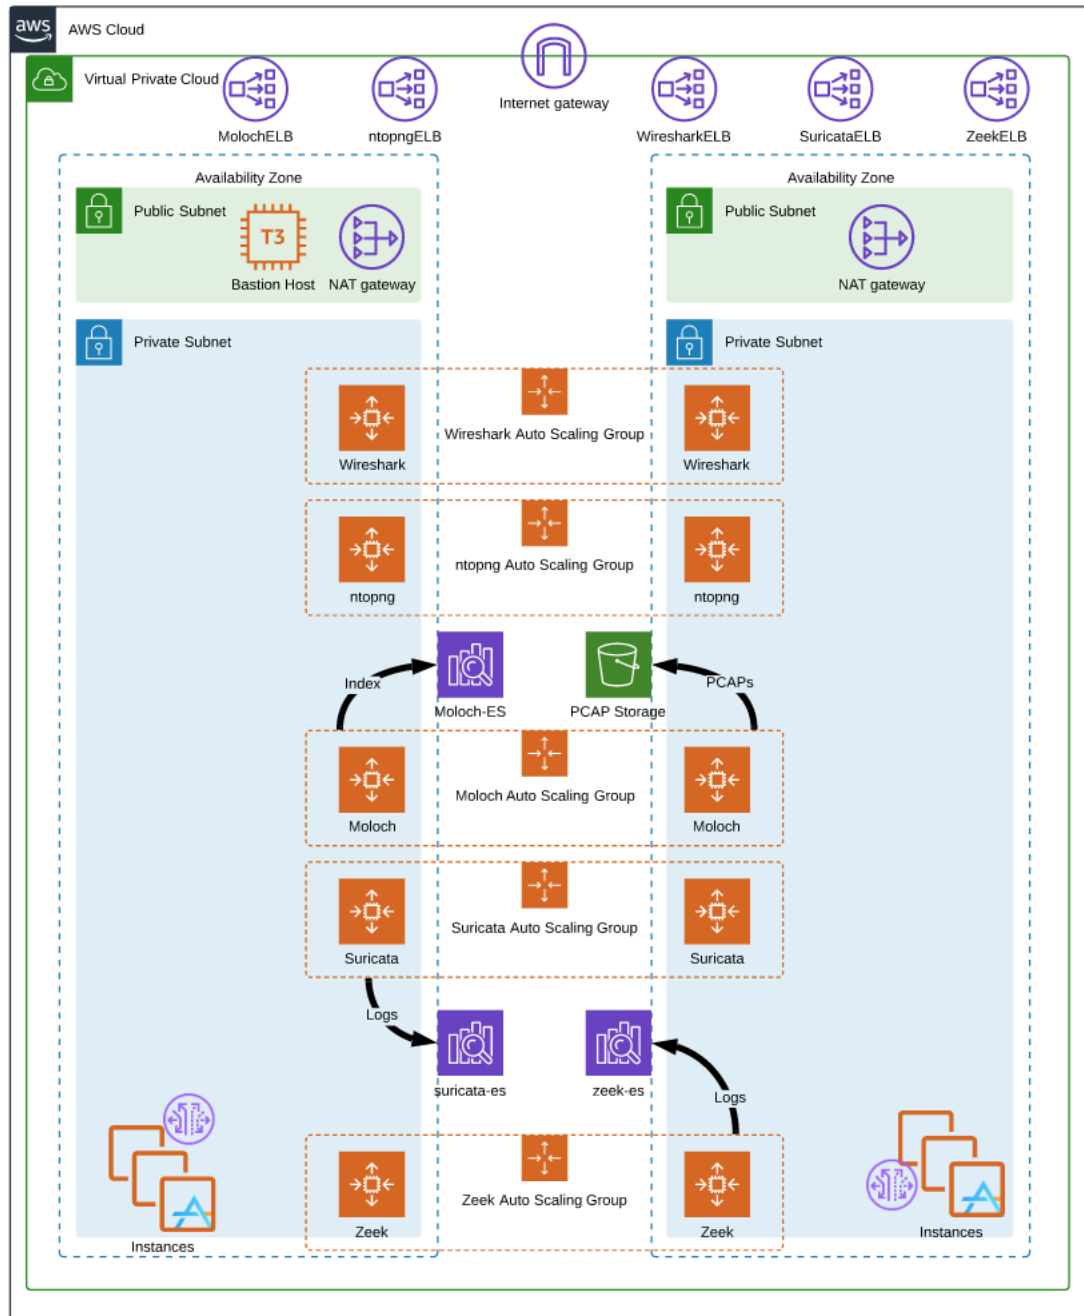 aws
AWS Cloud
Virtual Private Cloud
Internet gateway
MolochELB
ntopngELB
WiresharkELB
SuricataELB
ZeekELB
Availability Zone
Availability Zone
Public Subnet
Public Subnet
T3
Bastion Host
NAT gateway
NAT gateway
Private Subnet
Private Subnet
Wireshark Auto Scaling Group
Wireshark
Wireshark
ntopng Auto Scaling Group
ntopng
ntopng
Index
PCAPs
Moloch-ES
PCAP Storage
Moloch Auto Scaling Group
Moloch
Moloch
Suricata Auto Scaling Group
Suricata
Suricata
Logs
suricata-es
zeek-es
Logs
Zeek Auto Scaling Group
Zeek
Zeek
Instances
Instances